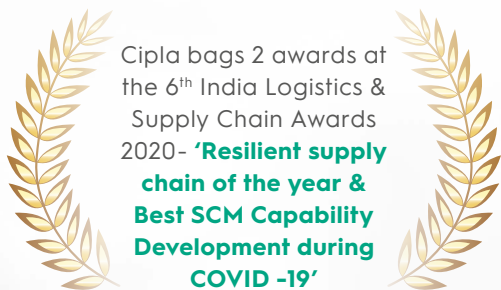 Cipla bags 2 awards at
the 6th India Logistics &
Supply Chain Awards
2020- ‘Resilient supply
chain of the year &
Best SCM Capability
Development during
COVID -19’